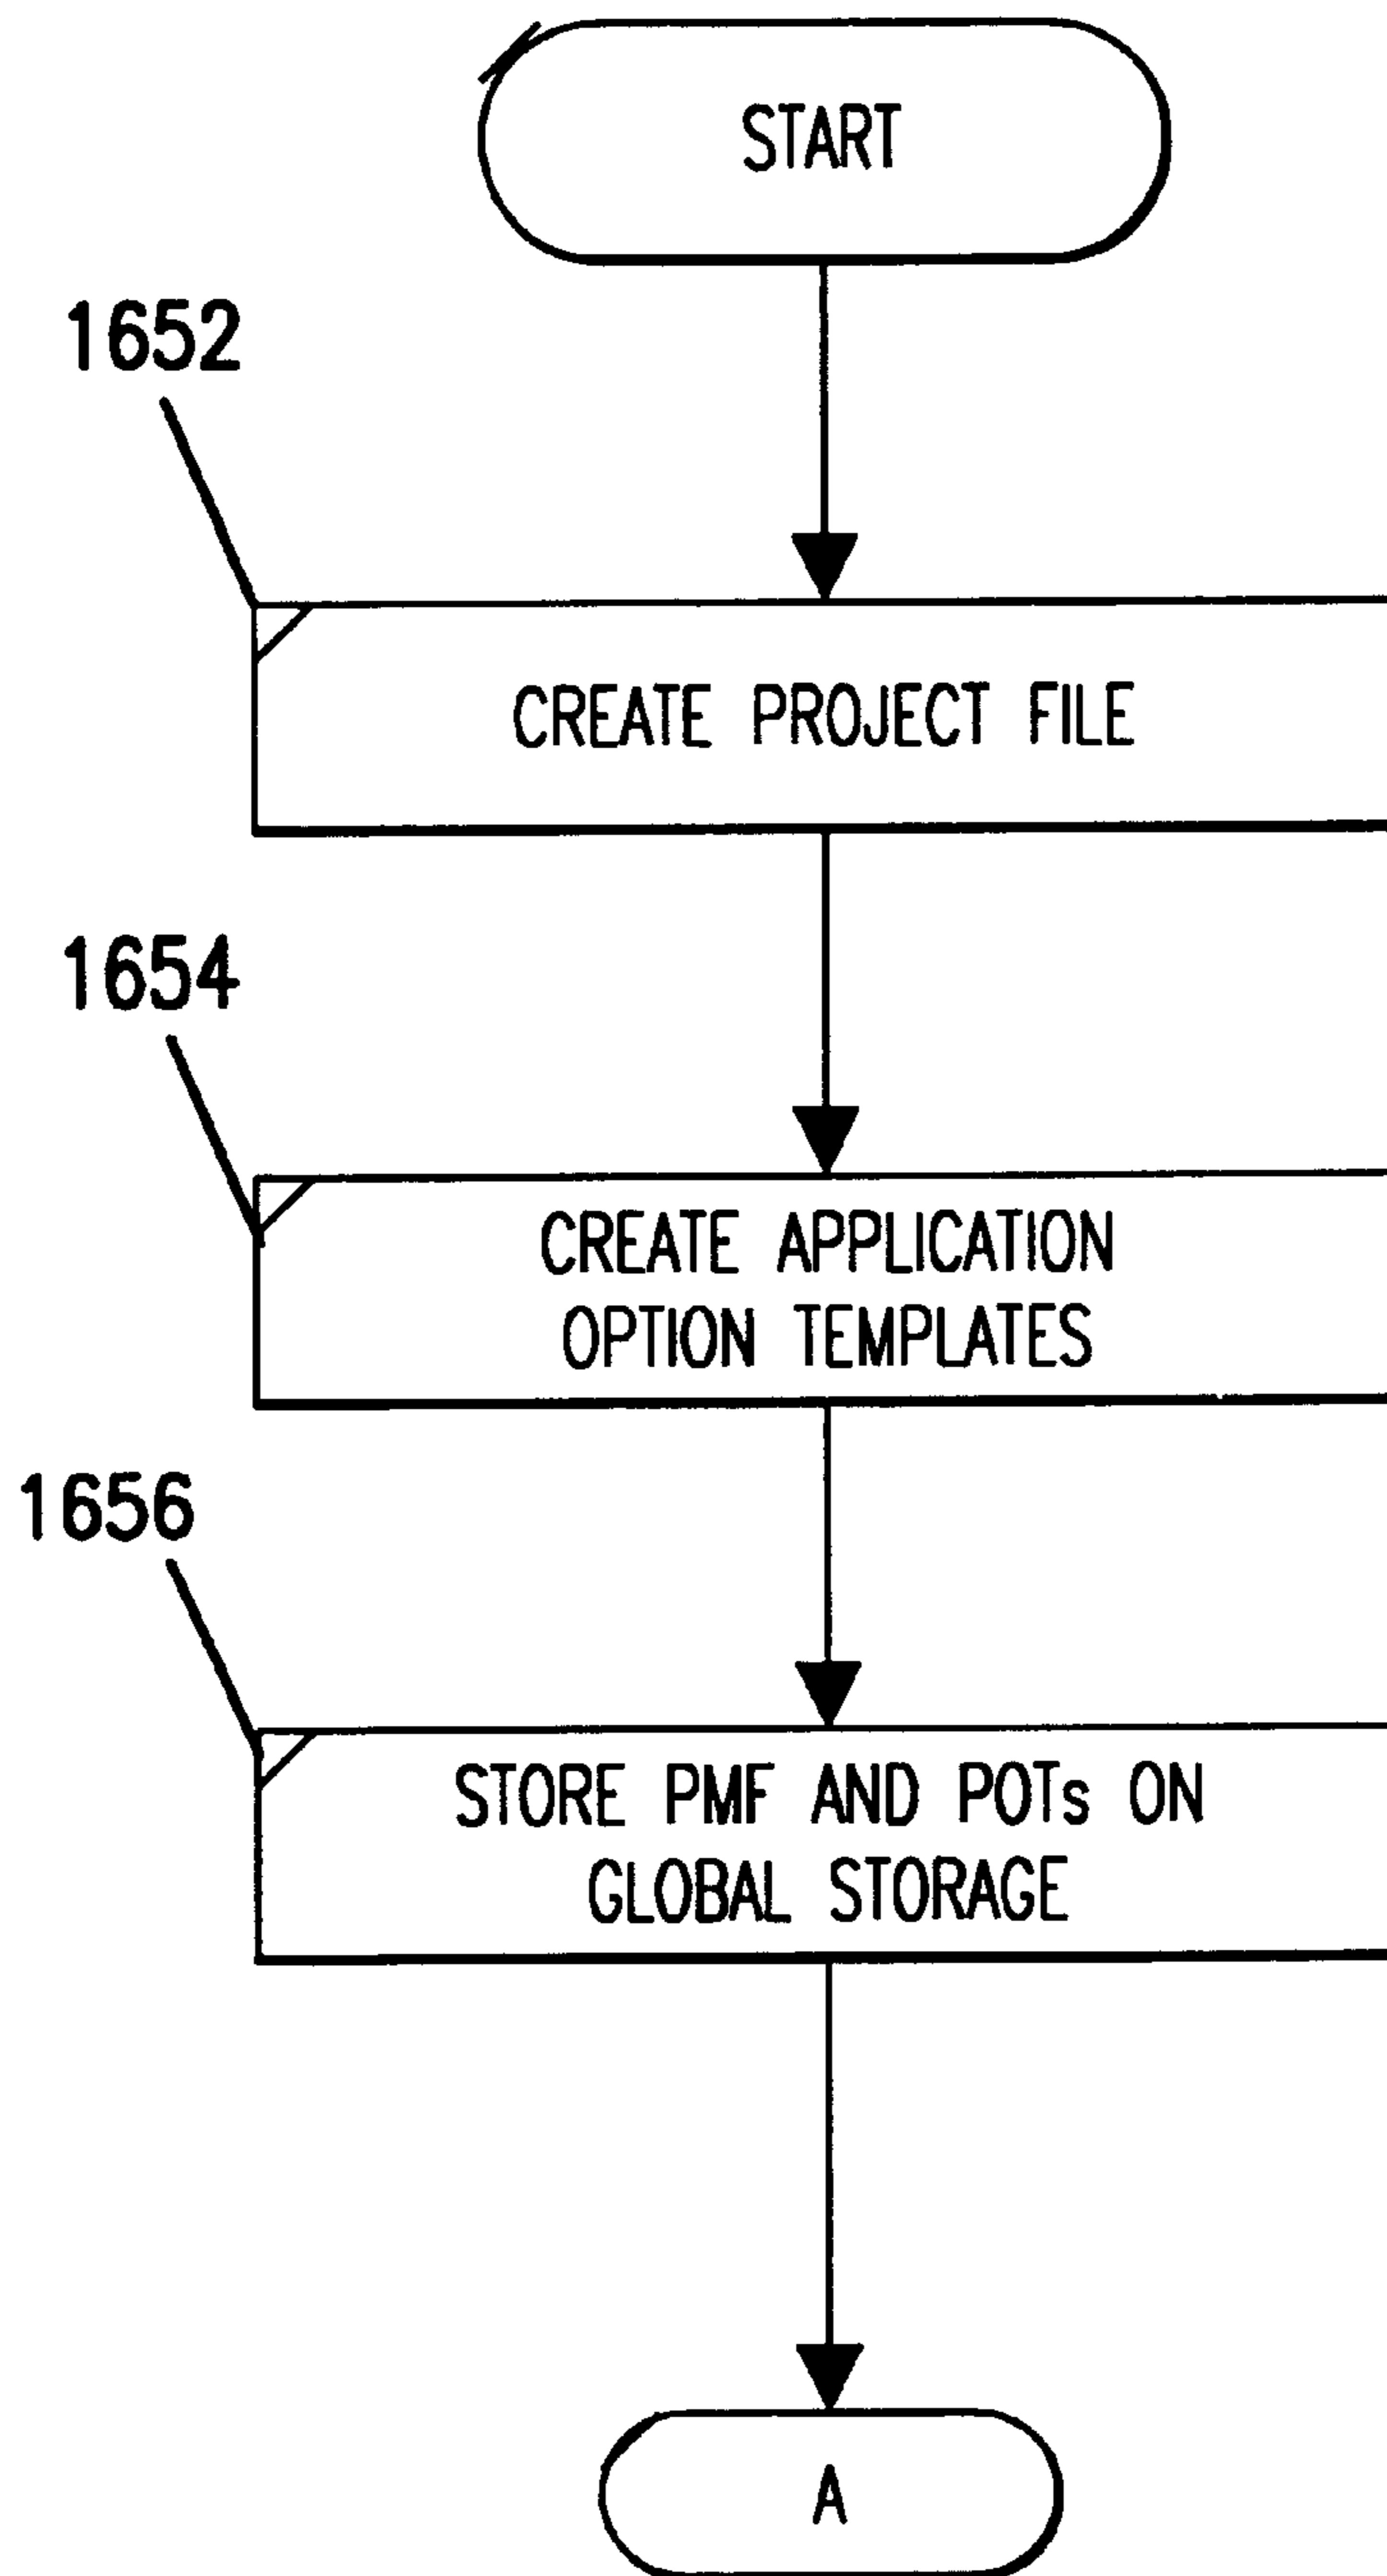 START
1652
CREATE PROJECT FILE
1654
CREATE APPLICATION
OPTION TEMPLATES
1656
STORE PMF AND POTs ON
GLOBAL STORAGE
A